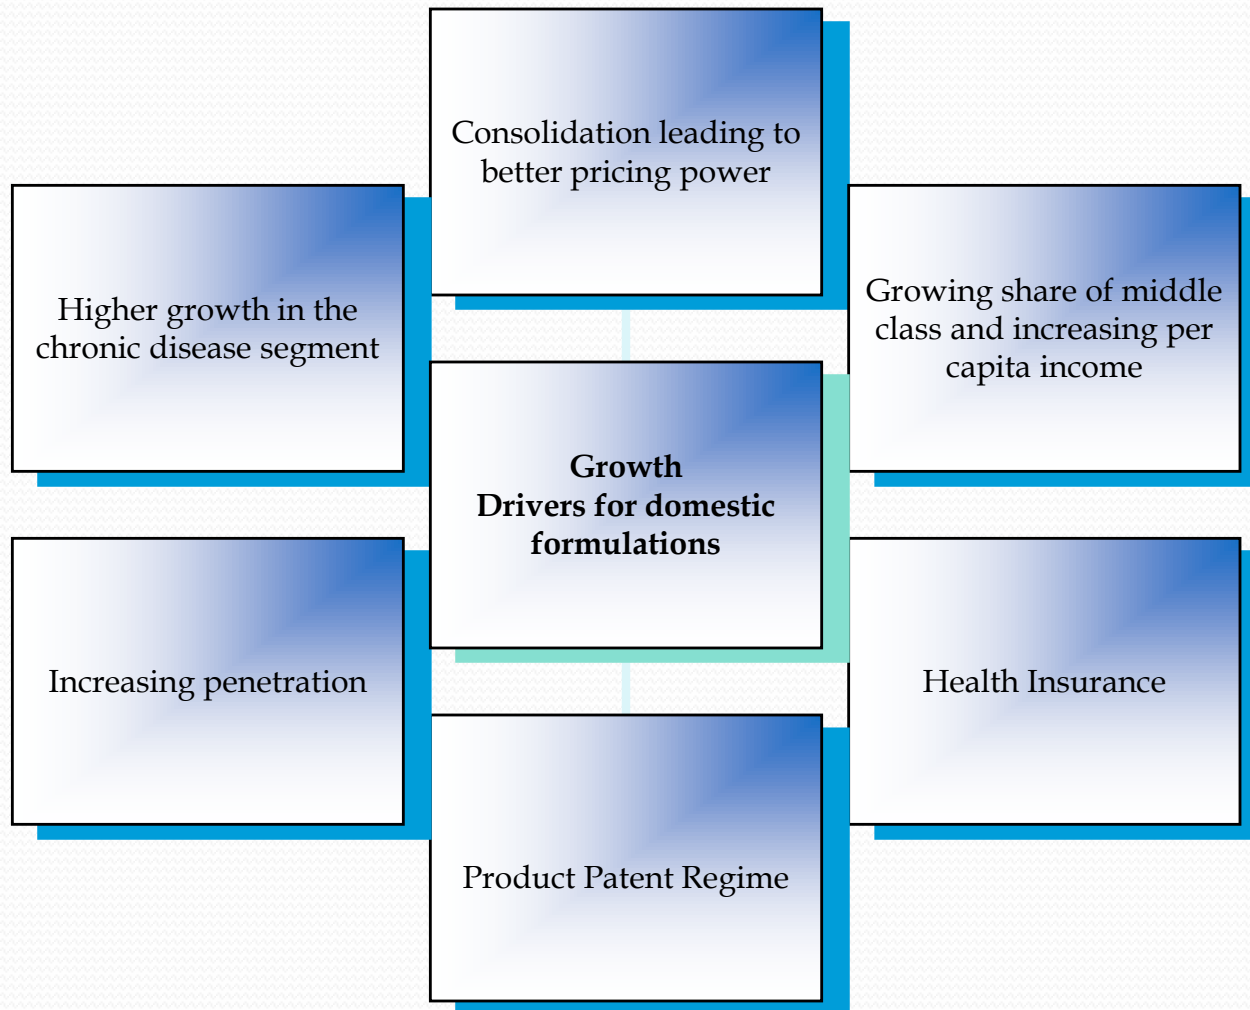 Consolidation leading to
better pricing power
Higher growth in the
chronic disease segment
Growing share of middle
class and increasing per
capita income
Growth
Drivers for domestic
formulations
Increasing penetration
Health Insurance
Product Patent Regime